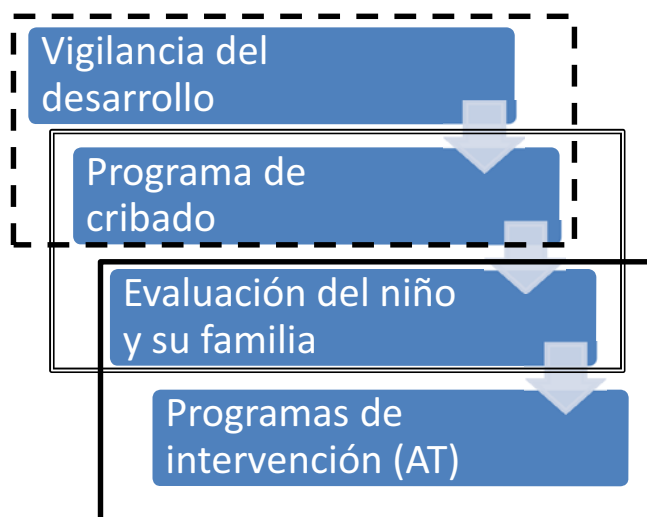 Vigilancia del
desarrollo
Programa de
cribado
Evaluación del niño
y su familia
Programas de
intervención (AT)